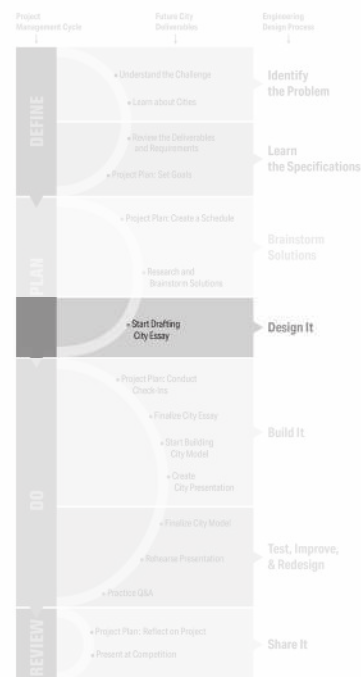 Project
Management Cycle
Future City
Deliverables
Engineering
Design Process
DEFINE
Understand the Challenge
Learn about Cities
Identify
the Problem
Review the Deliverables
and Requirements
Project Plan: Set Goals
Learn
the Specifications
PLAN
Project Plan: Create a Schedule
Research and
Brainstorm Solutions
Brainstorm
Solutions
Start Drafting
City Essay
Design It
DO
Project Plan: Conduct
Check-Ins
Finalize City Essay
Start Building
City Model
Create
City Presentation
Build It
Finalize City Model
Rehearse Presentation
Practice Q&A
Test, Improve,
& Redesign
REVIEW
Project Plan: Reflect on Project
Present at Competition
Share It